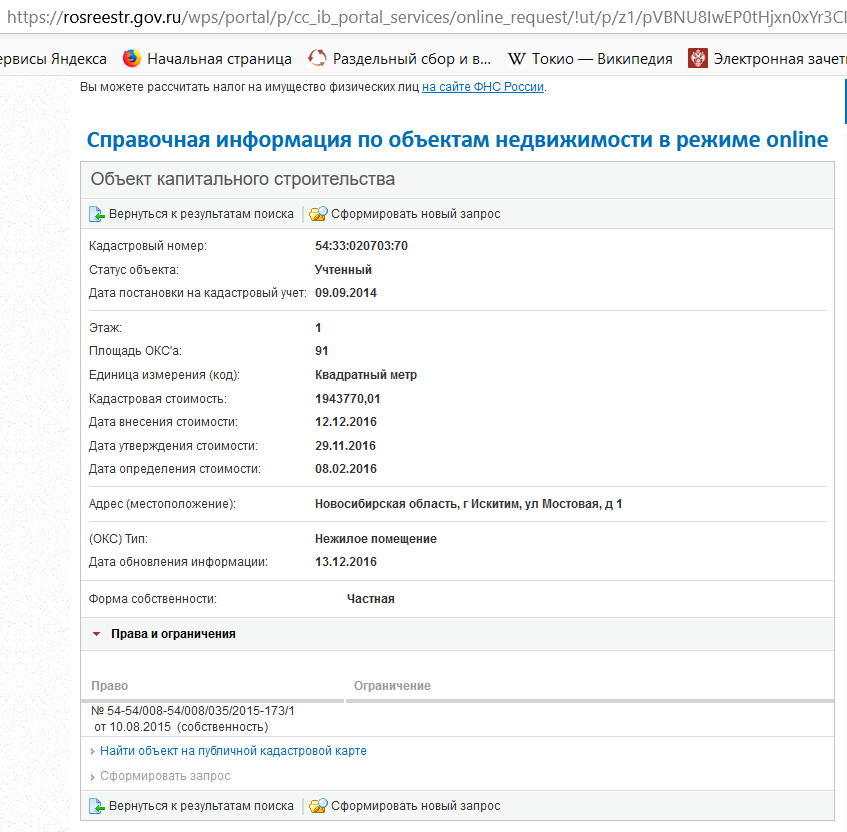 https://rosreestr.gov.ru/wps/portal/p/cc_ib_portal_services/online_request/!ut/p/z1/pVBNU8IwEP0tHjxn0xYr3CI
ервисы Яндекса Начальная страница Раздельный сбор и в... Токио — Википедия Электронная зачетн
Вы можете рассчитать налог на имущество физических лиц на сайте ФНС России.
Справочная информация по объектам недвижимости в режиме online
Объект капитального строительства
Вернуться к результатам поиска Сформировать новый запрос
Кадастровый номер: 54:33:020703:70
Статус объекта: Учтенный
Дата постановки на кадастровый учет: 09.09.2014
Этаж: 1
Площадь ОКС'a: 91
Единица измерения (код): Квадратный метр
Кадастровая стоимость: 1943770,01
Дата внесения стоимости: 12.12.2016
Дата утверждения стоимости: 29.11.2016
Дата определения стоимости: 08.02.2016
Адрес (местоположение): Новосибирская область, г Искитим, ул Мостовая, д 1
(ОКС) Тип: Нежилое помещение
Дата обновления информации: 13.12.2016
Форма собственности: Частная
Права и ограничения
Право Ограничение
№ 54-54/008-54/008/035/2015-173/1
от 10.08.2015 (собственность)
Найти объект на публичной кадастровой карте
Сформировать запрос
Вернуться к результатам поиска Сформировать новый запрос